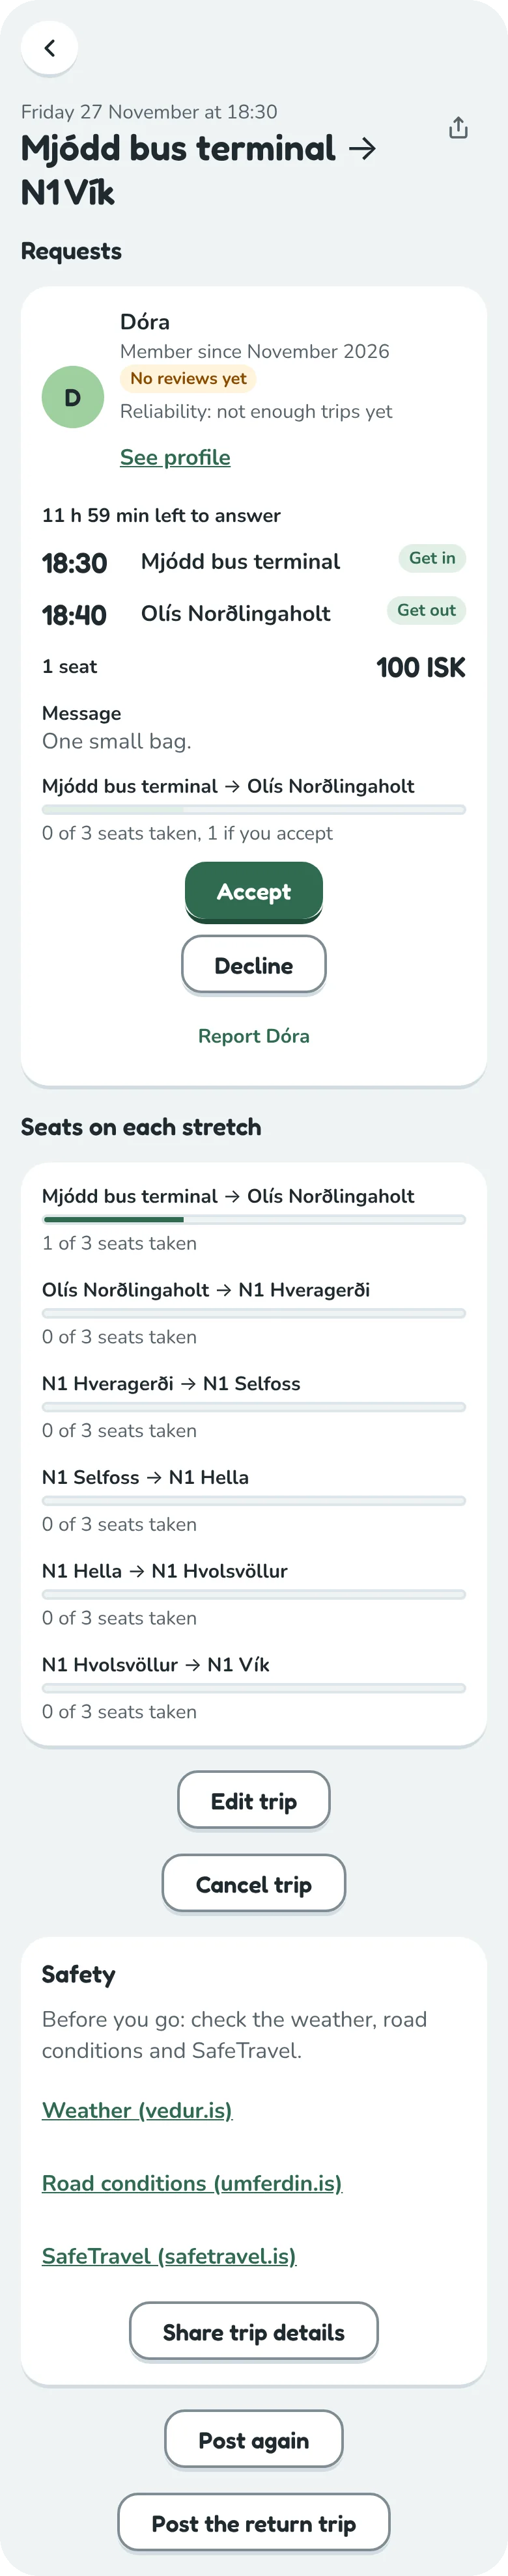 Friday 27 November at 18:30
Mjódd bus terminal →
N1 Vík
Requests
Dóra
Member since November 2026
No reviews yet
D
Reliability: not enough trips yet
See profile
11 h 59 min left to answer
18:30 Mjódd bus terminal Get in
18:40 Olís Norðlingaholt Get out
1 seat 100 ISK
Message
One small bag.
Mjódd bus terminal → Olís Norðlingaholt
0 of 3 seats taken, 1 if you accept
Accept
Decline
Report Dóra
Seats on each stretch
Mjódd bus terminal → Olís Norðlingaholt
1 of 3 seats taken
Olís Norðlingaholt → N1 Hveragerði
0 of 3 seats taken
N1 Hveragerði → N1 Selfoss
0 of 3 seats taken
N1 Selfoss → N1 Hella
0 of 3 seats taken
N1 Hella → N1 Hvolsvöllur
0 of 3 seats taken
N1 Hvolsvöllur → N1 Vík
0 of 3 seats taken
Edit trip
Cancel trip
Safety
Before you go: check the weather, road
conditions and SafeTravel.
Weather (vedur.is)
Road conditions (umferdin.is)
SafeTravel (safetravel.is)
Share trip details
Post again
Post the return trip